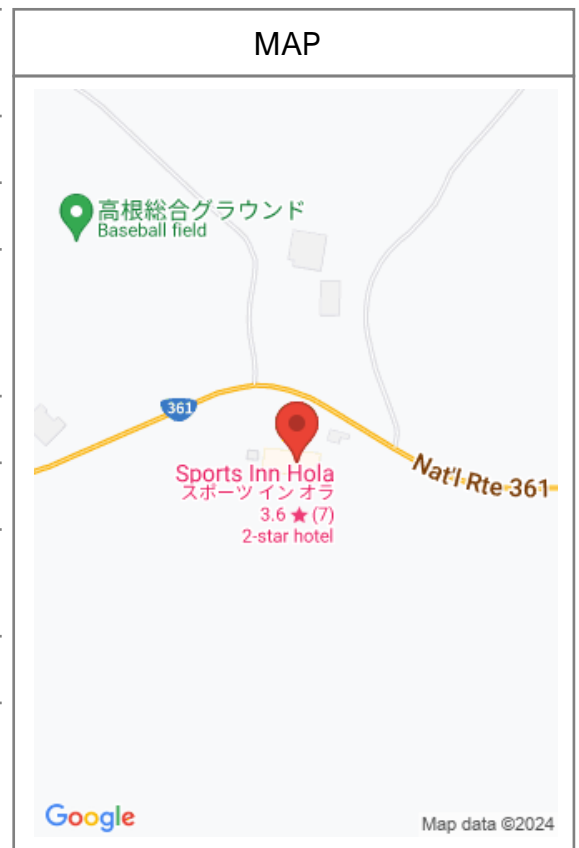 MAP
高根総合グラウンド
Baseball field
361
Nat'l Rte 361
Sports Inn Hola
スポーツ イン オラ
3.6 ★ (7)
2-star hotel
Google
Map data ©2024